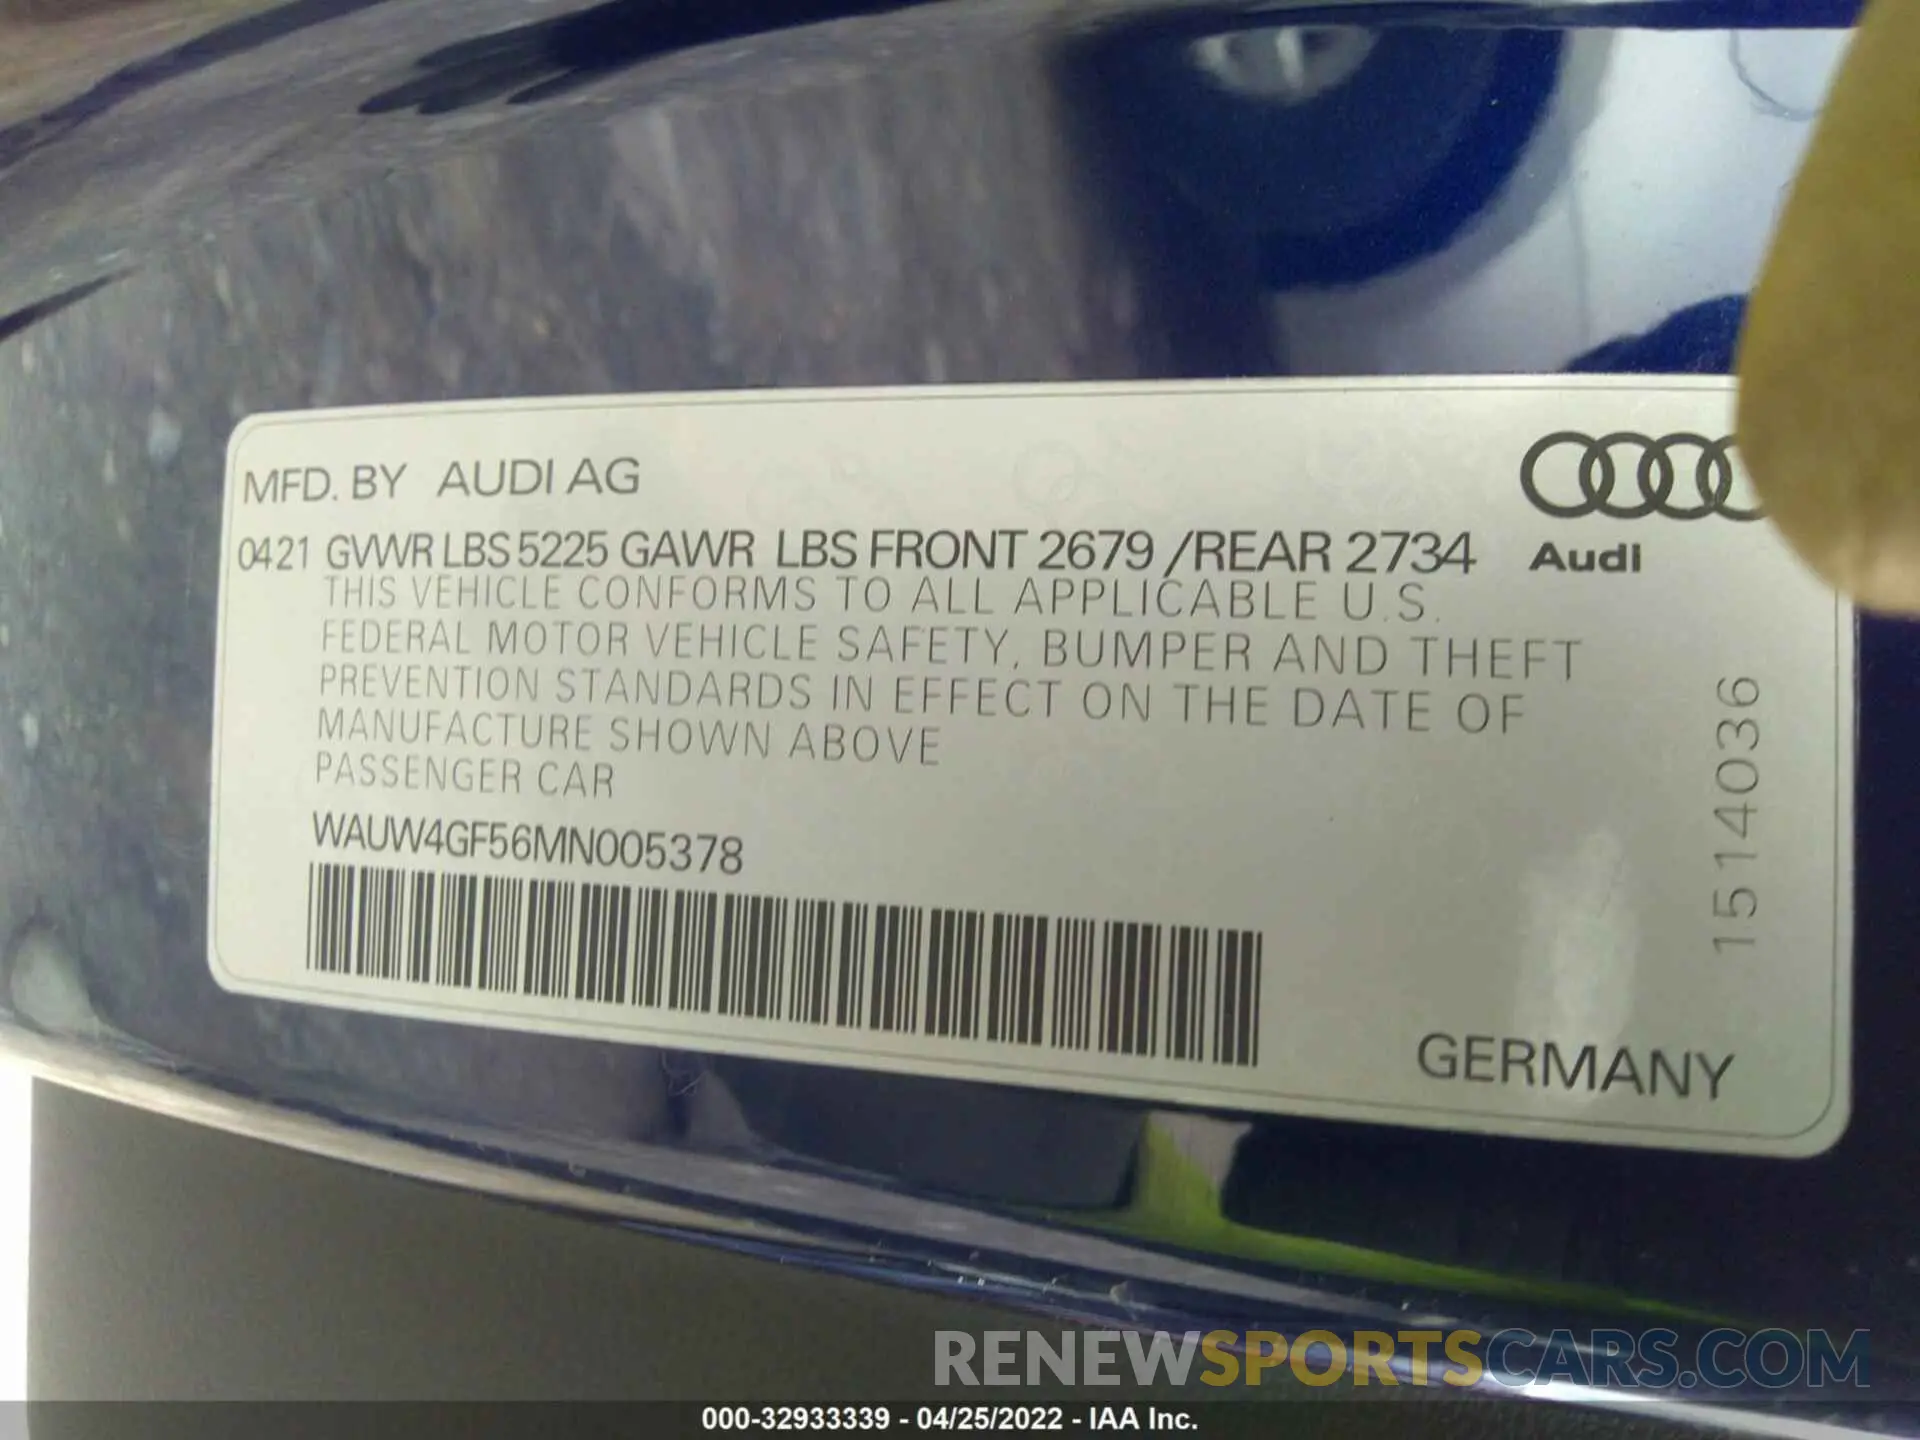 MFD. BY AUDI AG
0421 GVWR LBS 5225 GAWR LBS FRONT 2679 /REAR 2734
Audi
THIS VEHICLE CONFORMS TO ALL APPLICABLE U.S.
FEDERAL MOTOR VEHICLE SAFETY, BUMPER AND THEFT
PREVENTION STANDARDS IN EFFECT ON THE DATE OF
MANUFACTURE SHOWN ABOVE
PASSENGER CAR
WAUW4GF56MN005378
1514036
GERMANY
RENEWSPORTSCARS.COM
000-32933339 - 04/25/2022 - IAA Inc.